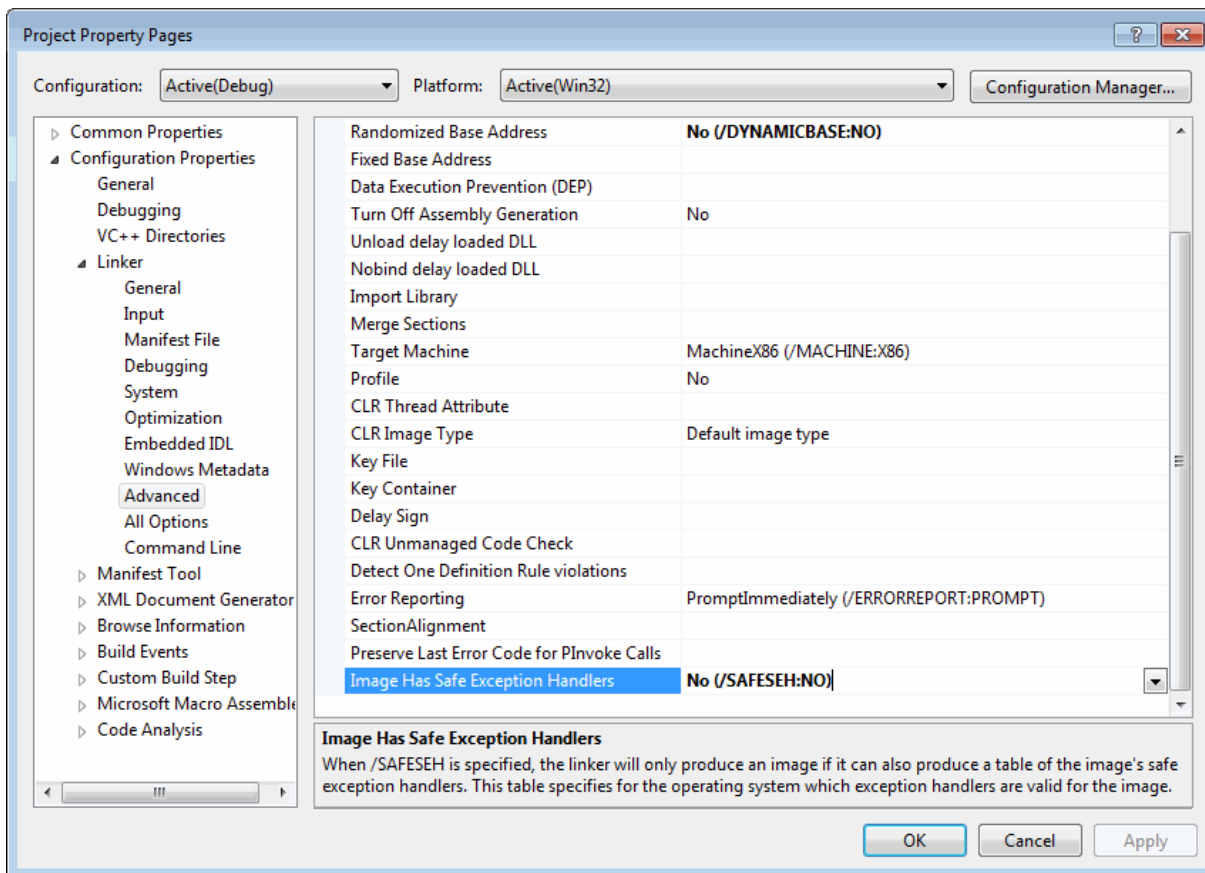 Project Property Pages
Configuration: Active(Debug) Platform: Active(Win32) Configuration Manager...
Common Properties
Configuration Properties
General
Debugging
VC++ Directories
Linker
General
Input
Manifest File
Debugging
System
Optimization
Embedded IDL
Windows Metadata
Advanced
All Options
Command Line
Manifest Tool
XML Document Generator
Browse Information
Build Events
Custom Build Step
Microsoft Macro Assemble
Code Analysis
Randomized Base Address No (/DYNAMICBASE:NO)
Fixed Base Address
Data Execution Prevention (DEP)
Turn Off Assembly Generation No
Unload delay loaded DLL
Nobind delay loaded DLL
Import Library
Merge Sections
Target Machine MachineX86 (/MACHINE:X86)
Profile No
CLR Thread Attribute
CLR Image Type Default image type
Key File
Key Container
Delay Sign
CLR Unmanaged Code Check
Detect One Definition Rule violations
Error Reporting PromptImmediately (/ERRORREPORT:PROMPT)
SectionAlignment
Preserve Last Error Code for PInvoke Calls
Image Has Safe Exception Handlers No (/SAFESEH:NO)
Image Has Safe Exception Handlers
When /SAFESEH is specified, the linker will only produce an image if it can also produce a table of the image's safe
exception handlers. This table specifies for the operating system which exception handlers are valid for the image.
OK Cancel Apply